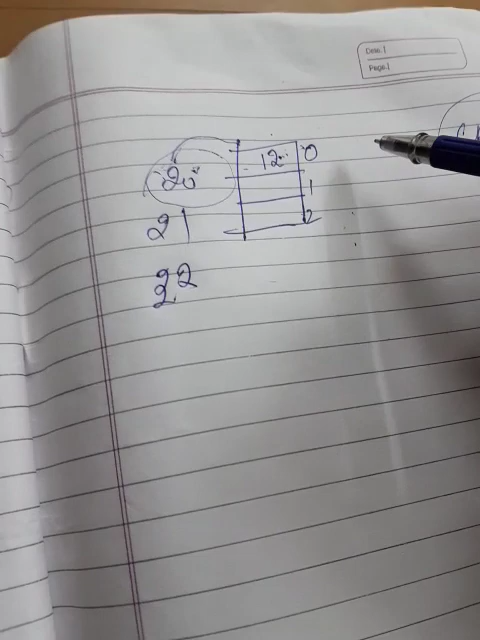 Date. /
Page. /
"20" 12 0
1
21 2
22